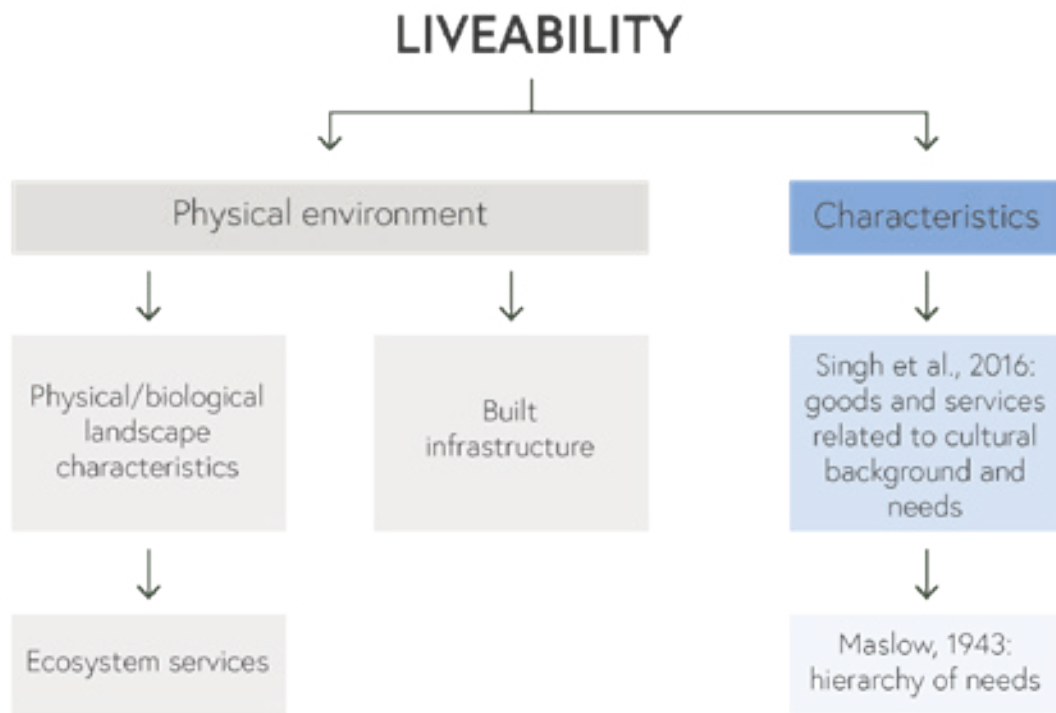 LIVEABILITY
Physical environment
Characteristics
Physical/biological
landscape
characteristics
Built
infrastructure
Singh et al., 2016:
goods and services
related to cultural
background and
needs
Ecosystem services
Maslow, 1943:
hierarchy of needs